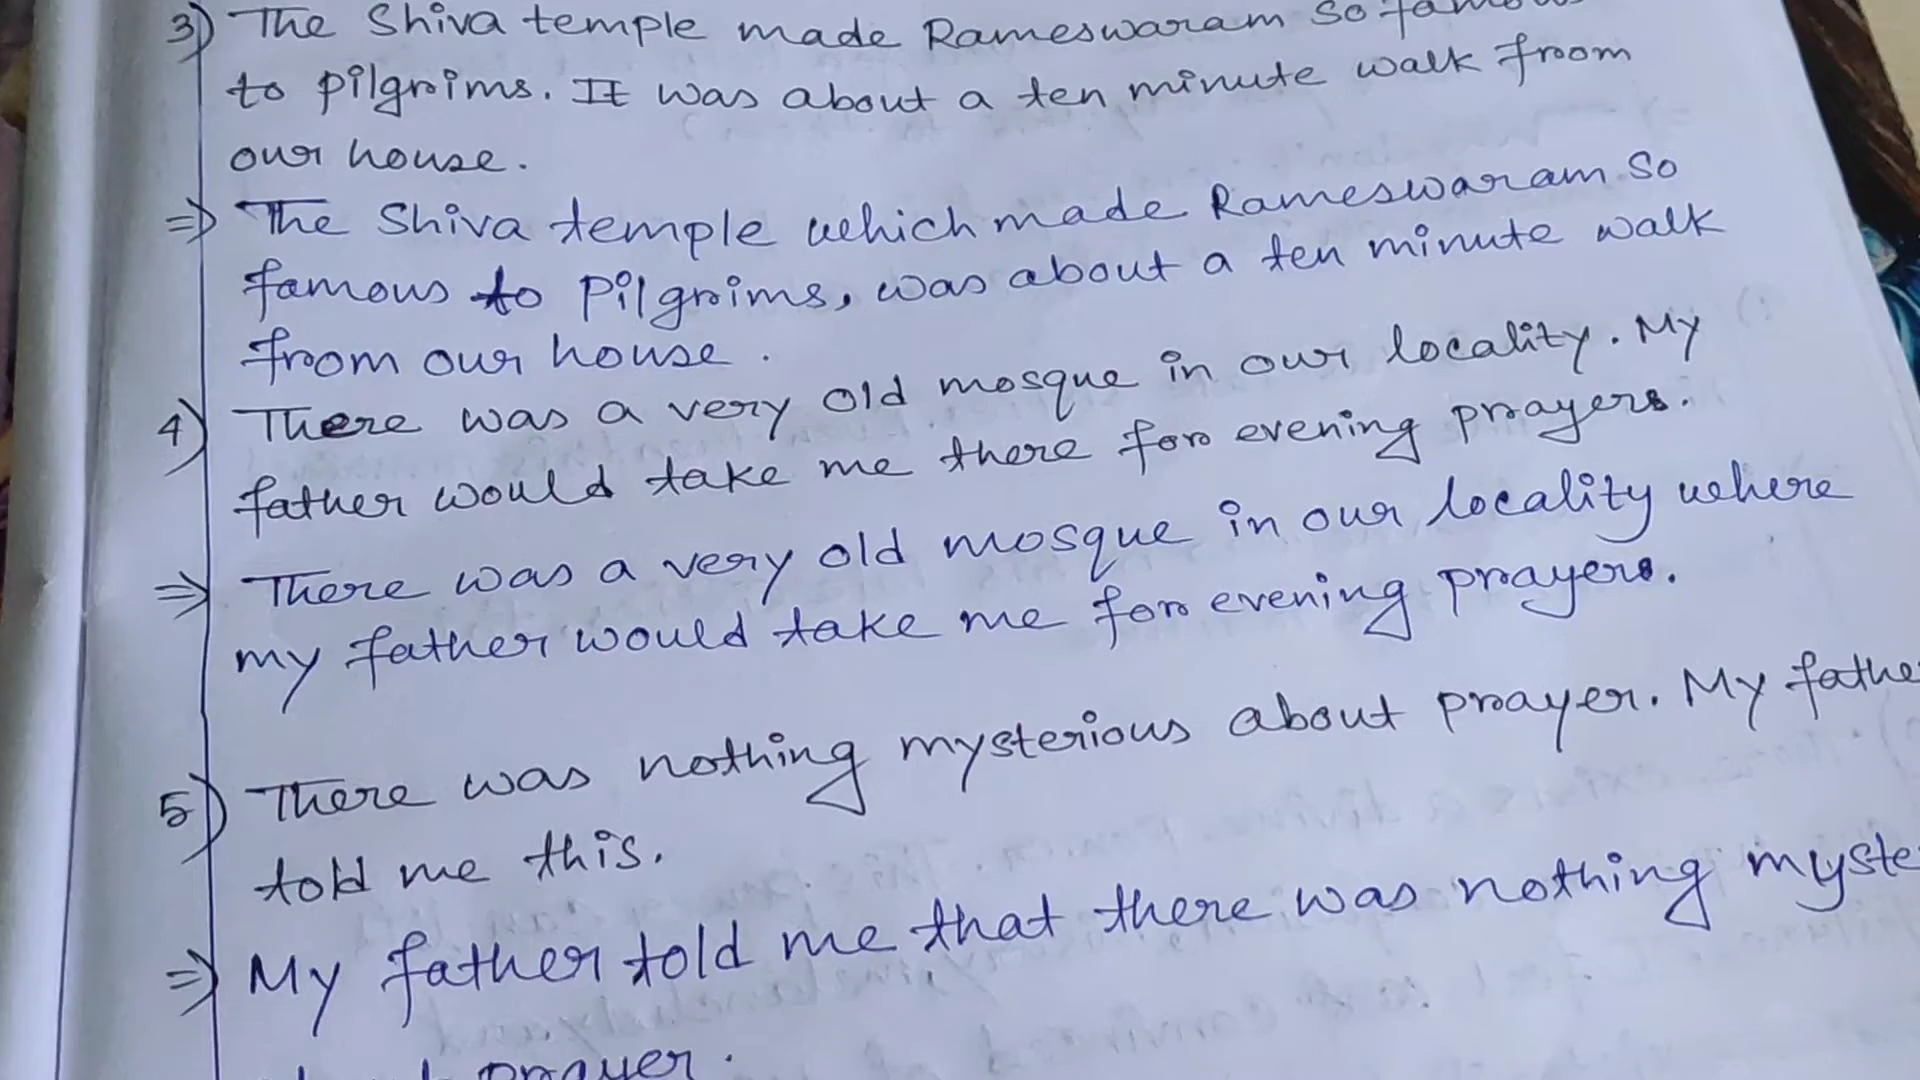 3) The Shiva temple made Rameswaram so famous
to pilgrims. It was about a ten minute walk from
our house.
⇒ The Shiva temple which made Rameswaram so
famous to pilgrims, was about a ten minute walk
from our house.
4) There was a very old mosque in our locality. My
father would take me there for evening prayers.
⇒ There was a very old mosque in our locality where
my father would take me for evening prayers.
5) There was nothing mysterious about prayer. My fathe
told me this.
⇒ My father told me that there was nothing myste
prayer.